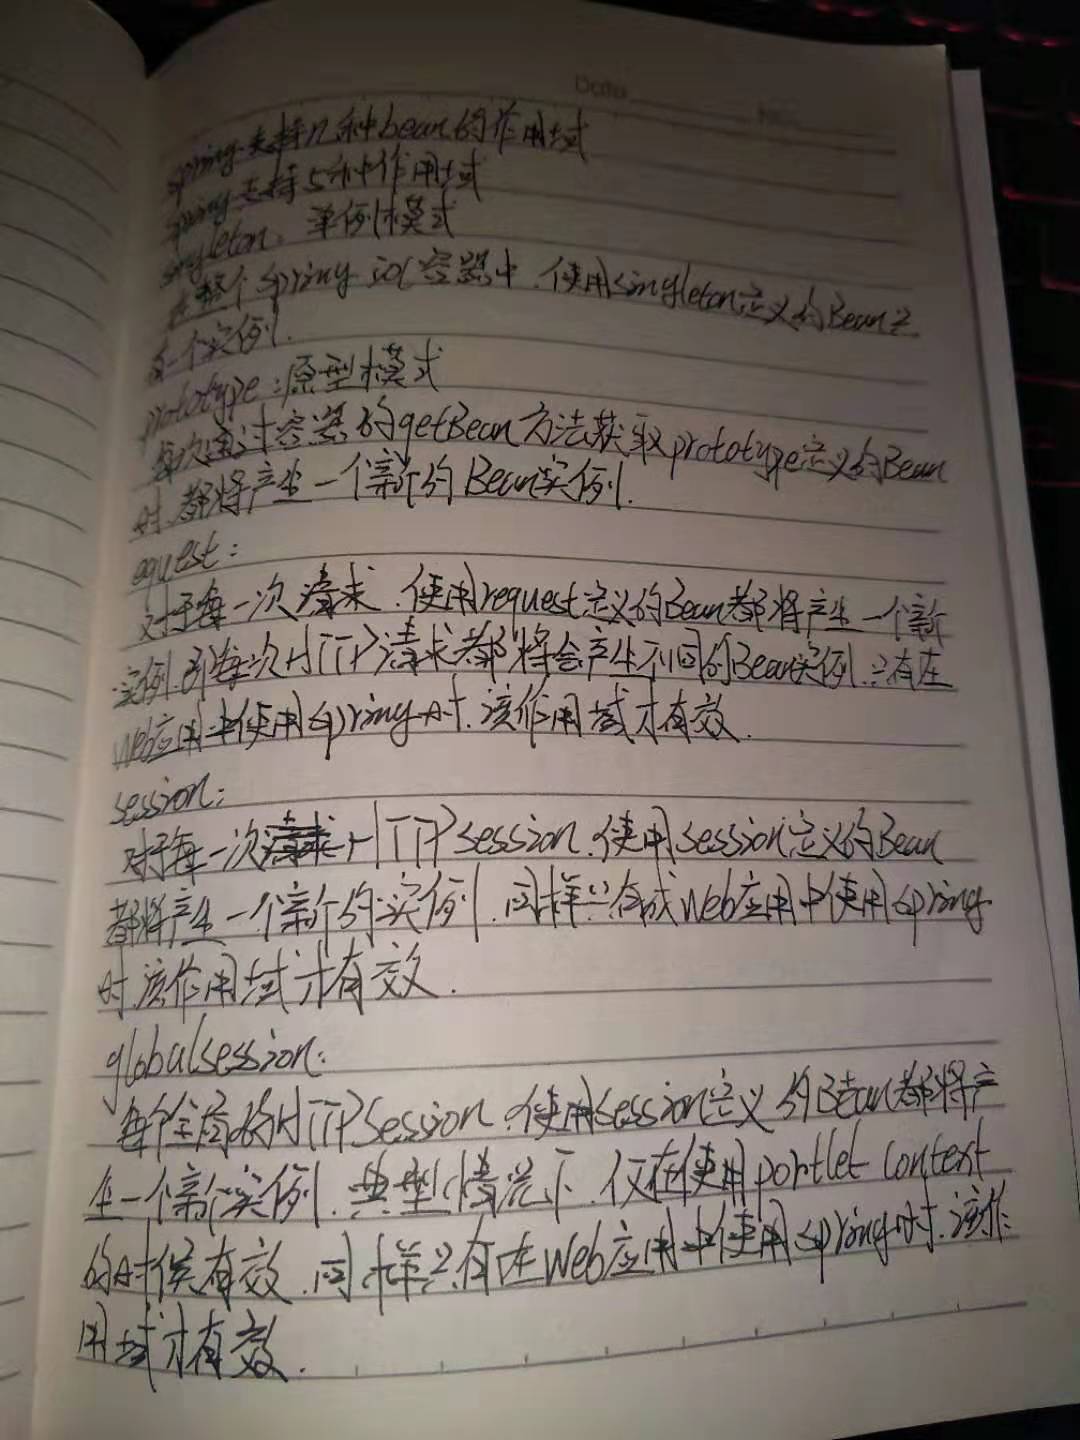 Date No.
spring支持几种bean的作用域
spring支持5种作用域
singleton: 单例模式
在整个spring ioc容器中,使用singleton定义的Bean只
有一个实例.
prototype:原型模式
每次通过容器的getBean方法获取prototype定义的Bean
时,都将产生一个新的Bean实例.
equest:
对于每一次请求,使用request定义的Bean都将产生一个新
实例.即每次HTTP请求都将会产生不同的Bean实例.只有在
Web应用中使用spring时.该作用域才有效.
session:
对于每一次HTTPsession.使用session定义的Bean
都将产生一个新的实例.同样只有在Web应用中使用spring
时,该作用域才有效.
globalsession:
每个全局的HTTPSession.使用session定义的Bean都将产
生一个新实例.典型情况下.仅在使用portlet context
的时候有效.同样只有在Web应用中使用spring时.该作
用域才有效.